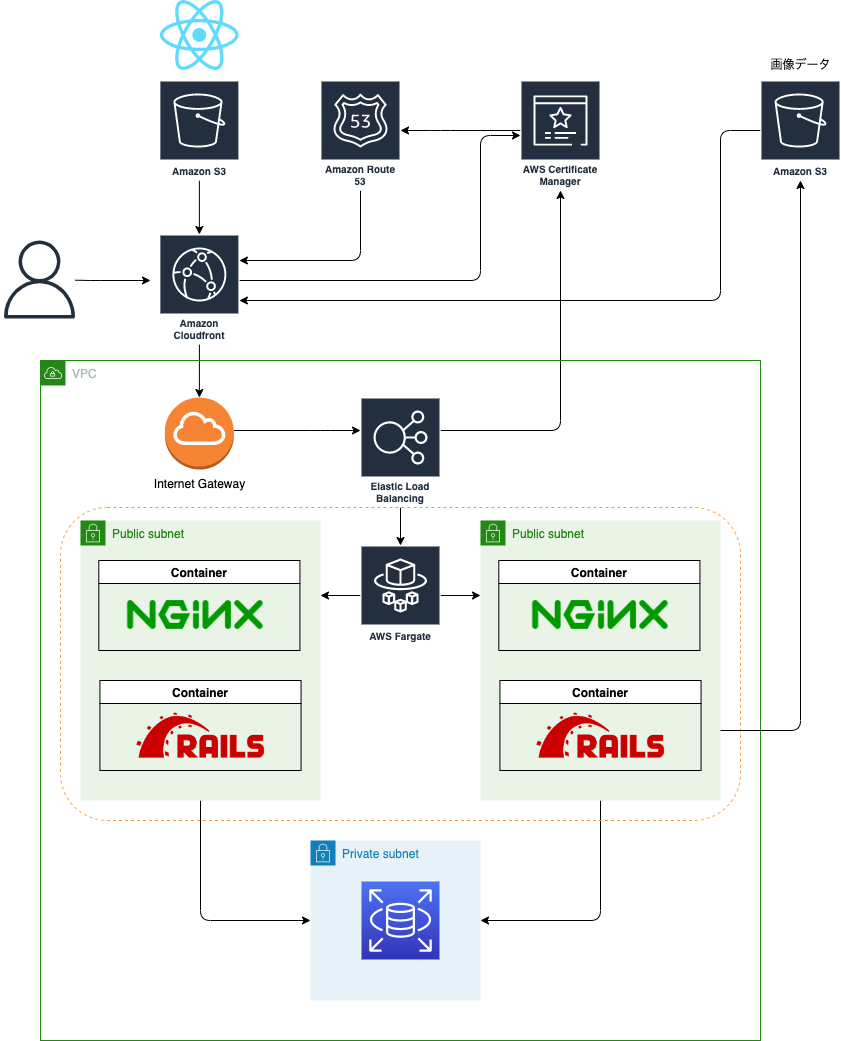 画像データ
53
Amazon S3
Amazon Route
53
AWS Certificate
Manager
Amazon S3
Amazon
Cloudfront
VPC
Internet Gateway
Elastic Load
Balancing
Public subnet
Public subnet
Container
NGiNX
Container
NGiNX
AWS Fargate
Container
RAILS
Container
RAILS
Private subnet